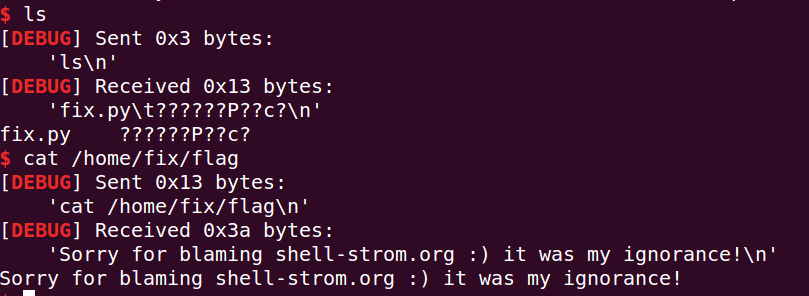 $ ls
[DEBUG] Sent 0x3 bytes:
    'ls\n'
[DEBUG] Received 0x13 bytes:
    'fix.py\t??????P??c?\n'
fix.py    ??????P??c?
$ cat /home/fix/flag
[DEBUG] Sent 0x13 bytes:
    'cat /home/fix/flag\n'
[DEBUG] Received 0x3a bytes:
    'Sorry for blaming shell-strom.org :) it was my ignorance!\n'
Sorry for blaming shell-strom.org :) it was my ignorance!